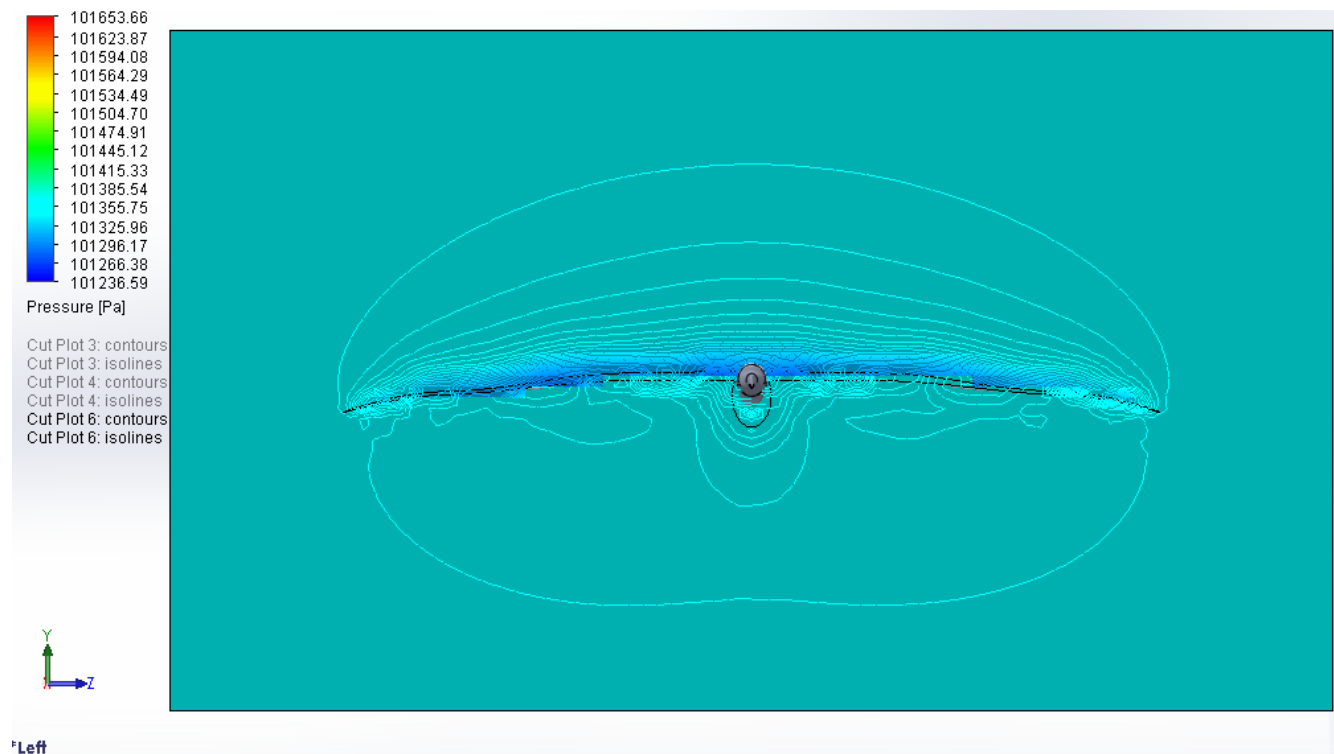 101653.66
101623.87
101594.08
101564.29
101534.49
101504.70
101474.91
101445.12
101415.33
101385.54
101355.75
101325.96
101296.17
101266.38
101236.59
Pressure [Pa]
Cut Plot 3: contours
Cut Plot 3: isolines
Cut Plot 4: contours
Cut Plot 4: isolines
Cut Plot 6: contours
Cut Plot 6: isolines
Y
Z
*Left